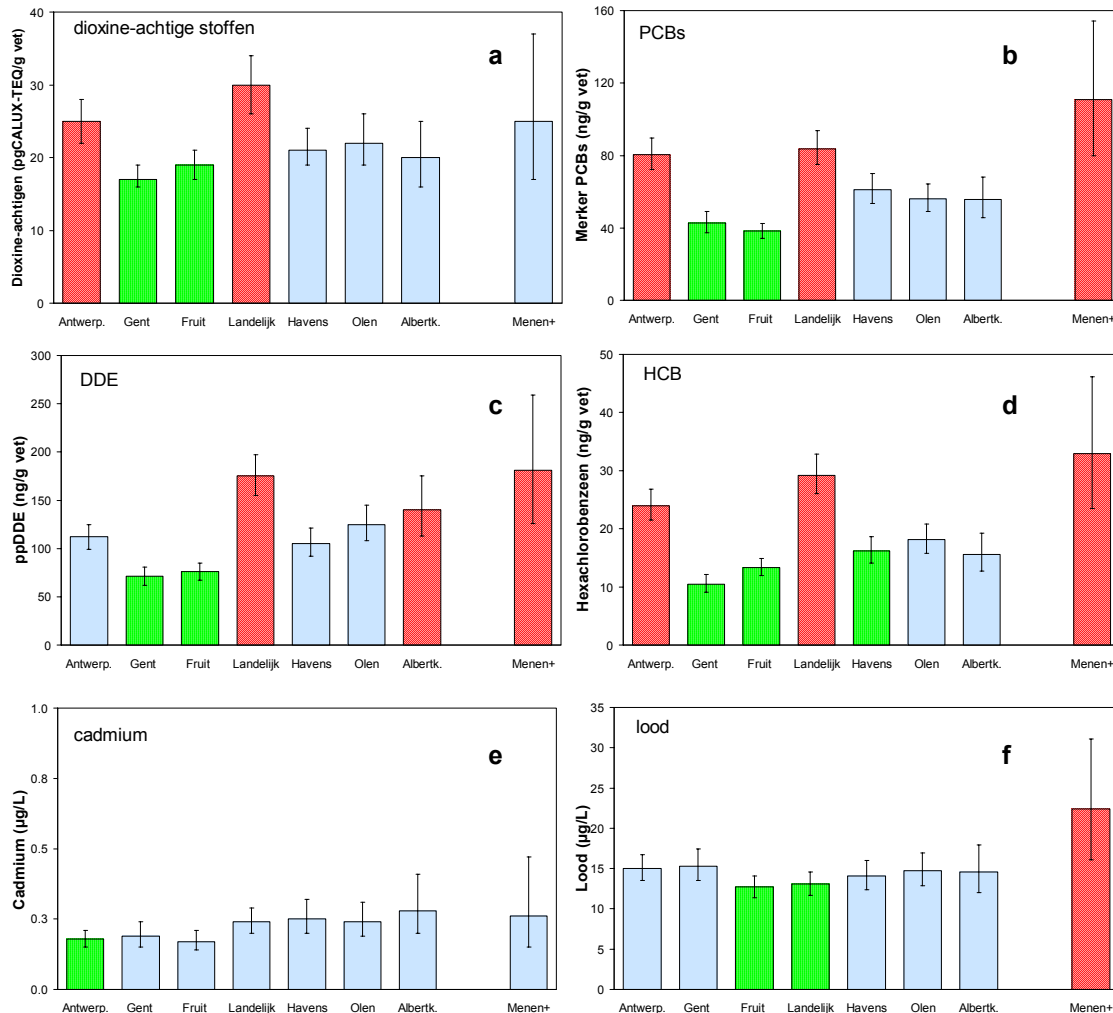 dioxine-achtige stoffen
a
Dioxine-achtigen (pgCALUX-TEQ/g vet)
40
30
20
10
0
Antwerp. Gent Fruit Landelijk Havens Olen Albertk. Menen+
PCBs
b
Merker PCBs (ng/g vet)
160
120
80
40
0
Antwerp. Gent Fruit Landelijk Havens Olen Albertk. Menen+
DDE
c
ppDDE (ng/g vet)
300
250
200
150
100
50
0
Antwerp. Gent Fruit Landelijk Havens Olen Albertk. Menen+
HCB
d
Hexachlorobenzeen (ng/g vet)
50
40
30
20
10
0
Antwerp. Gent Fruit Landelijk Havens Olen Albertk. Menen+
cadmium
e
Cadmium (µg/L)
1.0
0.8
0.5
0.3
0.0
Antwerp. Gent Fruit Landelijk Havens Olen Albertk. Menen+
lood
f
Lood (µg/L)
35
30
25
20
15
10
5
0
Antwerp. Gent Fruit Landelijk Havens Olen Albertk. Menen+